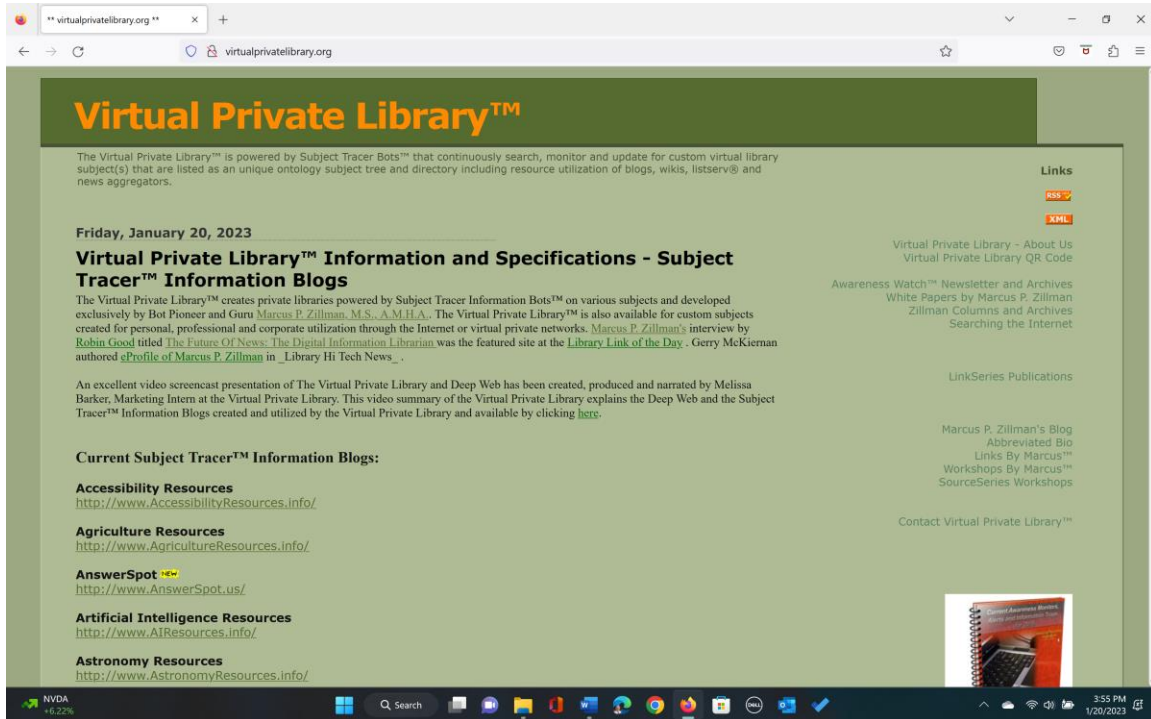 ** virtualprivatelibrary.org **
virtualprivatelibrary.org
Virtual Private Library™
The Virtual Private Library™ is powered by Subject Tracer Bots™ that continuously search, monitor and update for custom virtual library
subject(s) that are listed as an unique ontology subject tree and directory including resource utilization of blogs, wikis, listserv® and
news aggregators.
Friday, January 20, 2023
Virtual Private Library™ Information and Specifications - Subject
Tracer™ Information Blogs
The Virtual Private Library™ creates private libraries powered by Subject Tracer Information Bots™ on various subjects and developed
exclusively by Bot Pioneer and Guru Marcus P. Zillman, M.S., A.M.H.A.. The Virtual Private Library™ is also available for custom subjects
created for personal, professional and corporate utilization through the Internet or virtual private networks. Marcus P. Zillman's interview by
Robin Good titled The Future Of News: The Digital Information Librarian was the featured site at the Library Link of the Day . Gerry McKiernan
authored eProfile of Marcus P. Zillman in _Library Hi Tech News_ .
An excellent video screencast presentation of The Virtual Private Library and Deep Web has been created, produced and narrated by Melissa
Barker, Marketing Intern at the Virtual Private Library. This video summary of the Virtual Private Library explains the Deep Web and the Subject
Tracer™ Information Blogs created and utilized by the Virtual Private Library and available by clicking here.
Current Subject Tracer™ Information Blogs:
Accessibility Resources
http://www.AccessibilityResources.info/
Agriculture Resources
http://www.AgricultureResources.info/
AnswerSpot NEW
http://www.AnswerSpot.us/
Artificial Intelligence Resources
http://www.AIResources.info/
Astronomy Resources
http://www.AstronomyResources.info/
Links
RSS
XML
Virtual Private Library - About Us
Virtual Private Library QR Code
Awareness Watch™ Newsletter and Archives
White Papers by Marcus P. Zillman
Zillman Columns and Archives
Searching the Internet
LinkSeries Publications
Marcus P. Zillman's Blog
Abbreviated Bio
Links By Marcus™
Workshops By Marcus™
SourceSeries Workshops
Contact Virtual Private Library™
Current Awareness Monitors,
NVDA
+6.22%
Search
DELL
3:55 PM
1/20/2023